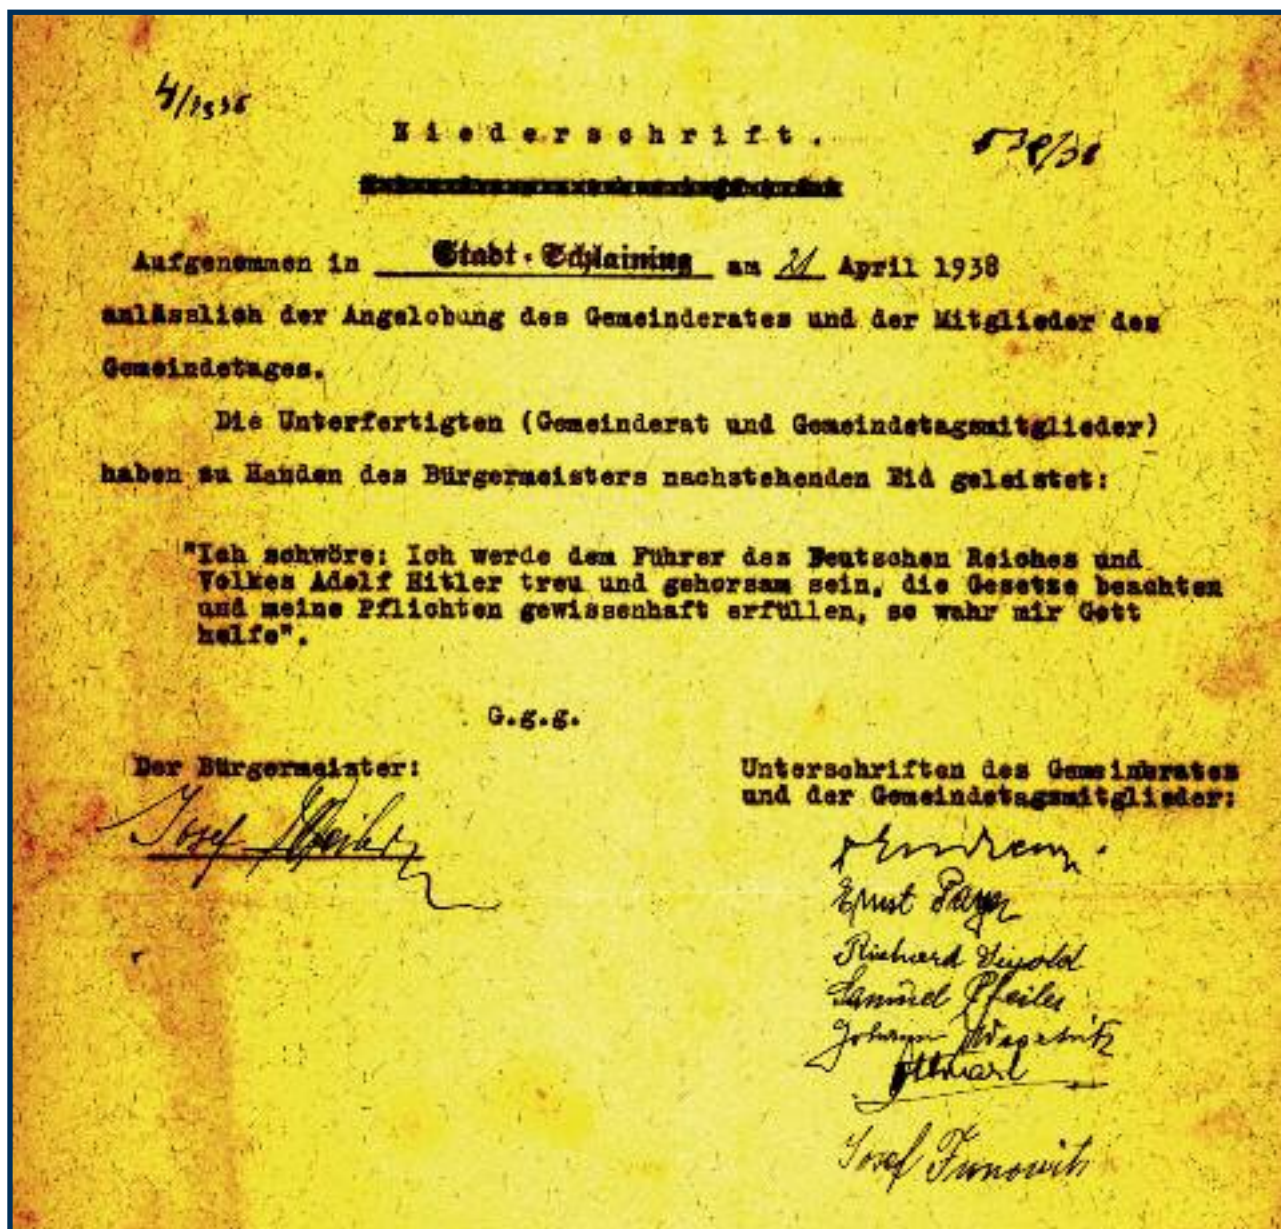 4/1938
Niederschrift.
Aufgenommen in Stadt-Schlaining am 21 April 1938
anlässlich der Angelobung des Gemeinderates und der Mitglieder des
Gemeindetages.
Die Unterfertigten (Gemeinderat und Gemeindetagsmitglieder)
haben zu Handen des Bürgermeisters nachstehenden Eid geleistet:
"Ich schwöre: Ich werde dem Führer des Deutschen Reiches und
Volkes Adolf Hitler treu und gehorsam sein, die Gesetze beachten
und meine Pflichten gewissenhaft erfüllen, so wahr mir Gott
helfe".
G.g.g.
Der Bürgermeister:
Josef
Unterschriften des Gemeinderates
und der Gemeindetagsmitglieder:
Ernst
Richard
Samuel Pfeiler
Johann
Josef